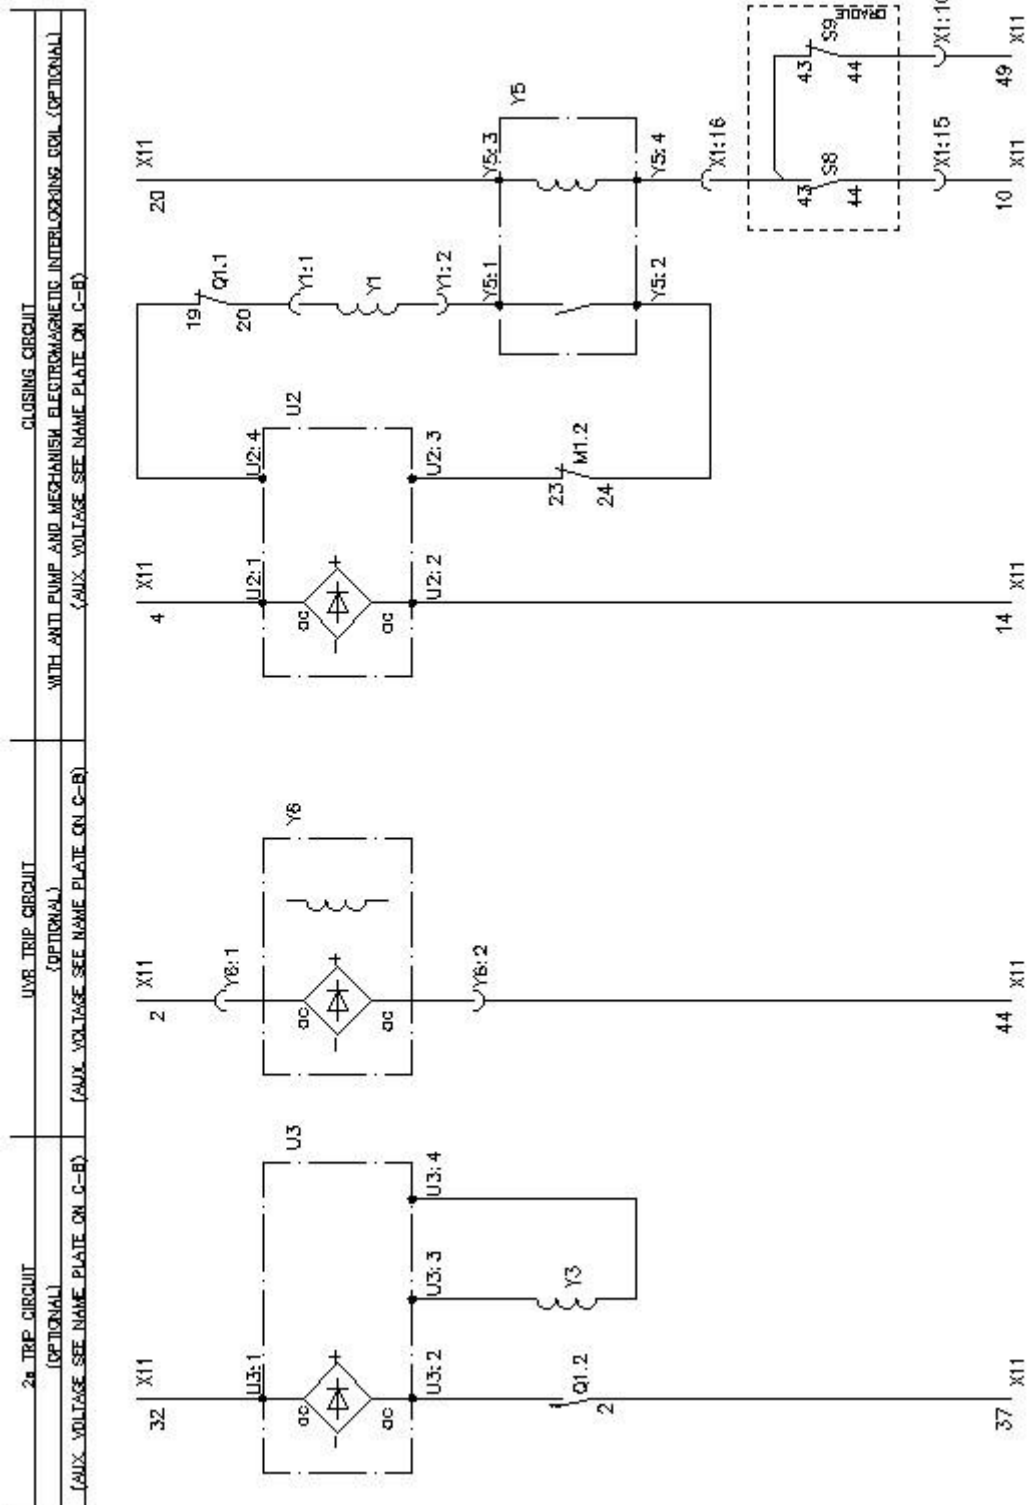 2a TRIP CIRCUIT
(OPTIONAL)
(AUX. VOLTAGE SEE NAME PLATE ON C-B)
UVR TRIP CIRCUIT
(OPTIONAL)
(AUX. VOLTAGE SEE NAME PLATE ON C-B)
CLOSING CIRCUIT
WITH ANTI PUMP AND MECHANISM ELECTROMAGNETIC INTERLOCKING COIL (OPTIONAL)
(AUX. VOLTAGE SEE NAME PLATE ON C-B)
32 X11
U3:1
U3
ac
+
-
ac
U3:2
U3:3
U3:4
Y3
1
Q1.2
2
37 X11
2 X11
Y6:1
Y6
ac
+
-
ac
Y6:2
44 X11
4 X11
U2:1
U2:4
U2
ac
+
-
ac
U2:2
U2:3
23
M1.2
24
14 X11
19
Q1.1
20
Y1:1
Y1
Y1:2
Y5:1
Y5:2
20 X11
Y5:3
Y5
Y5:4
X1:16
CRADLE
43
S8
44
43
S9
44
X1:15
10 X11
49 X11